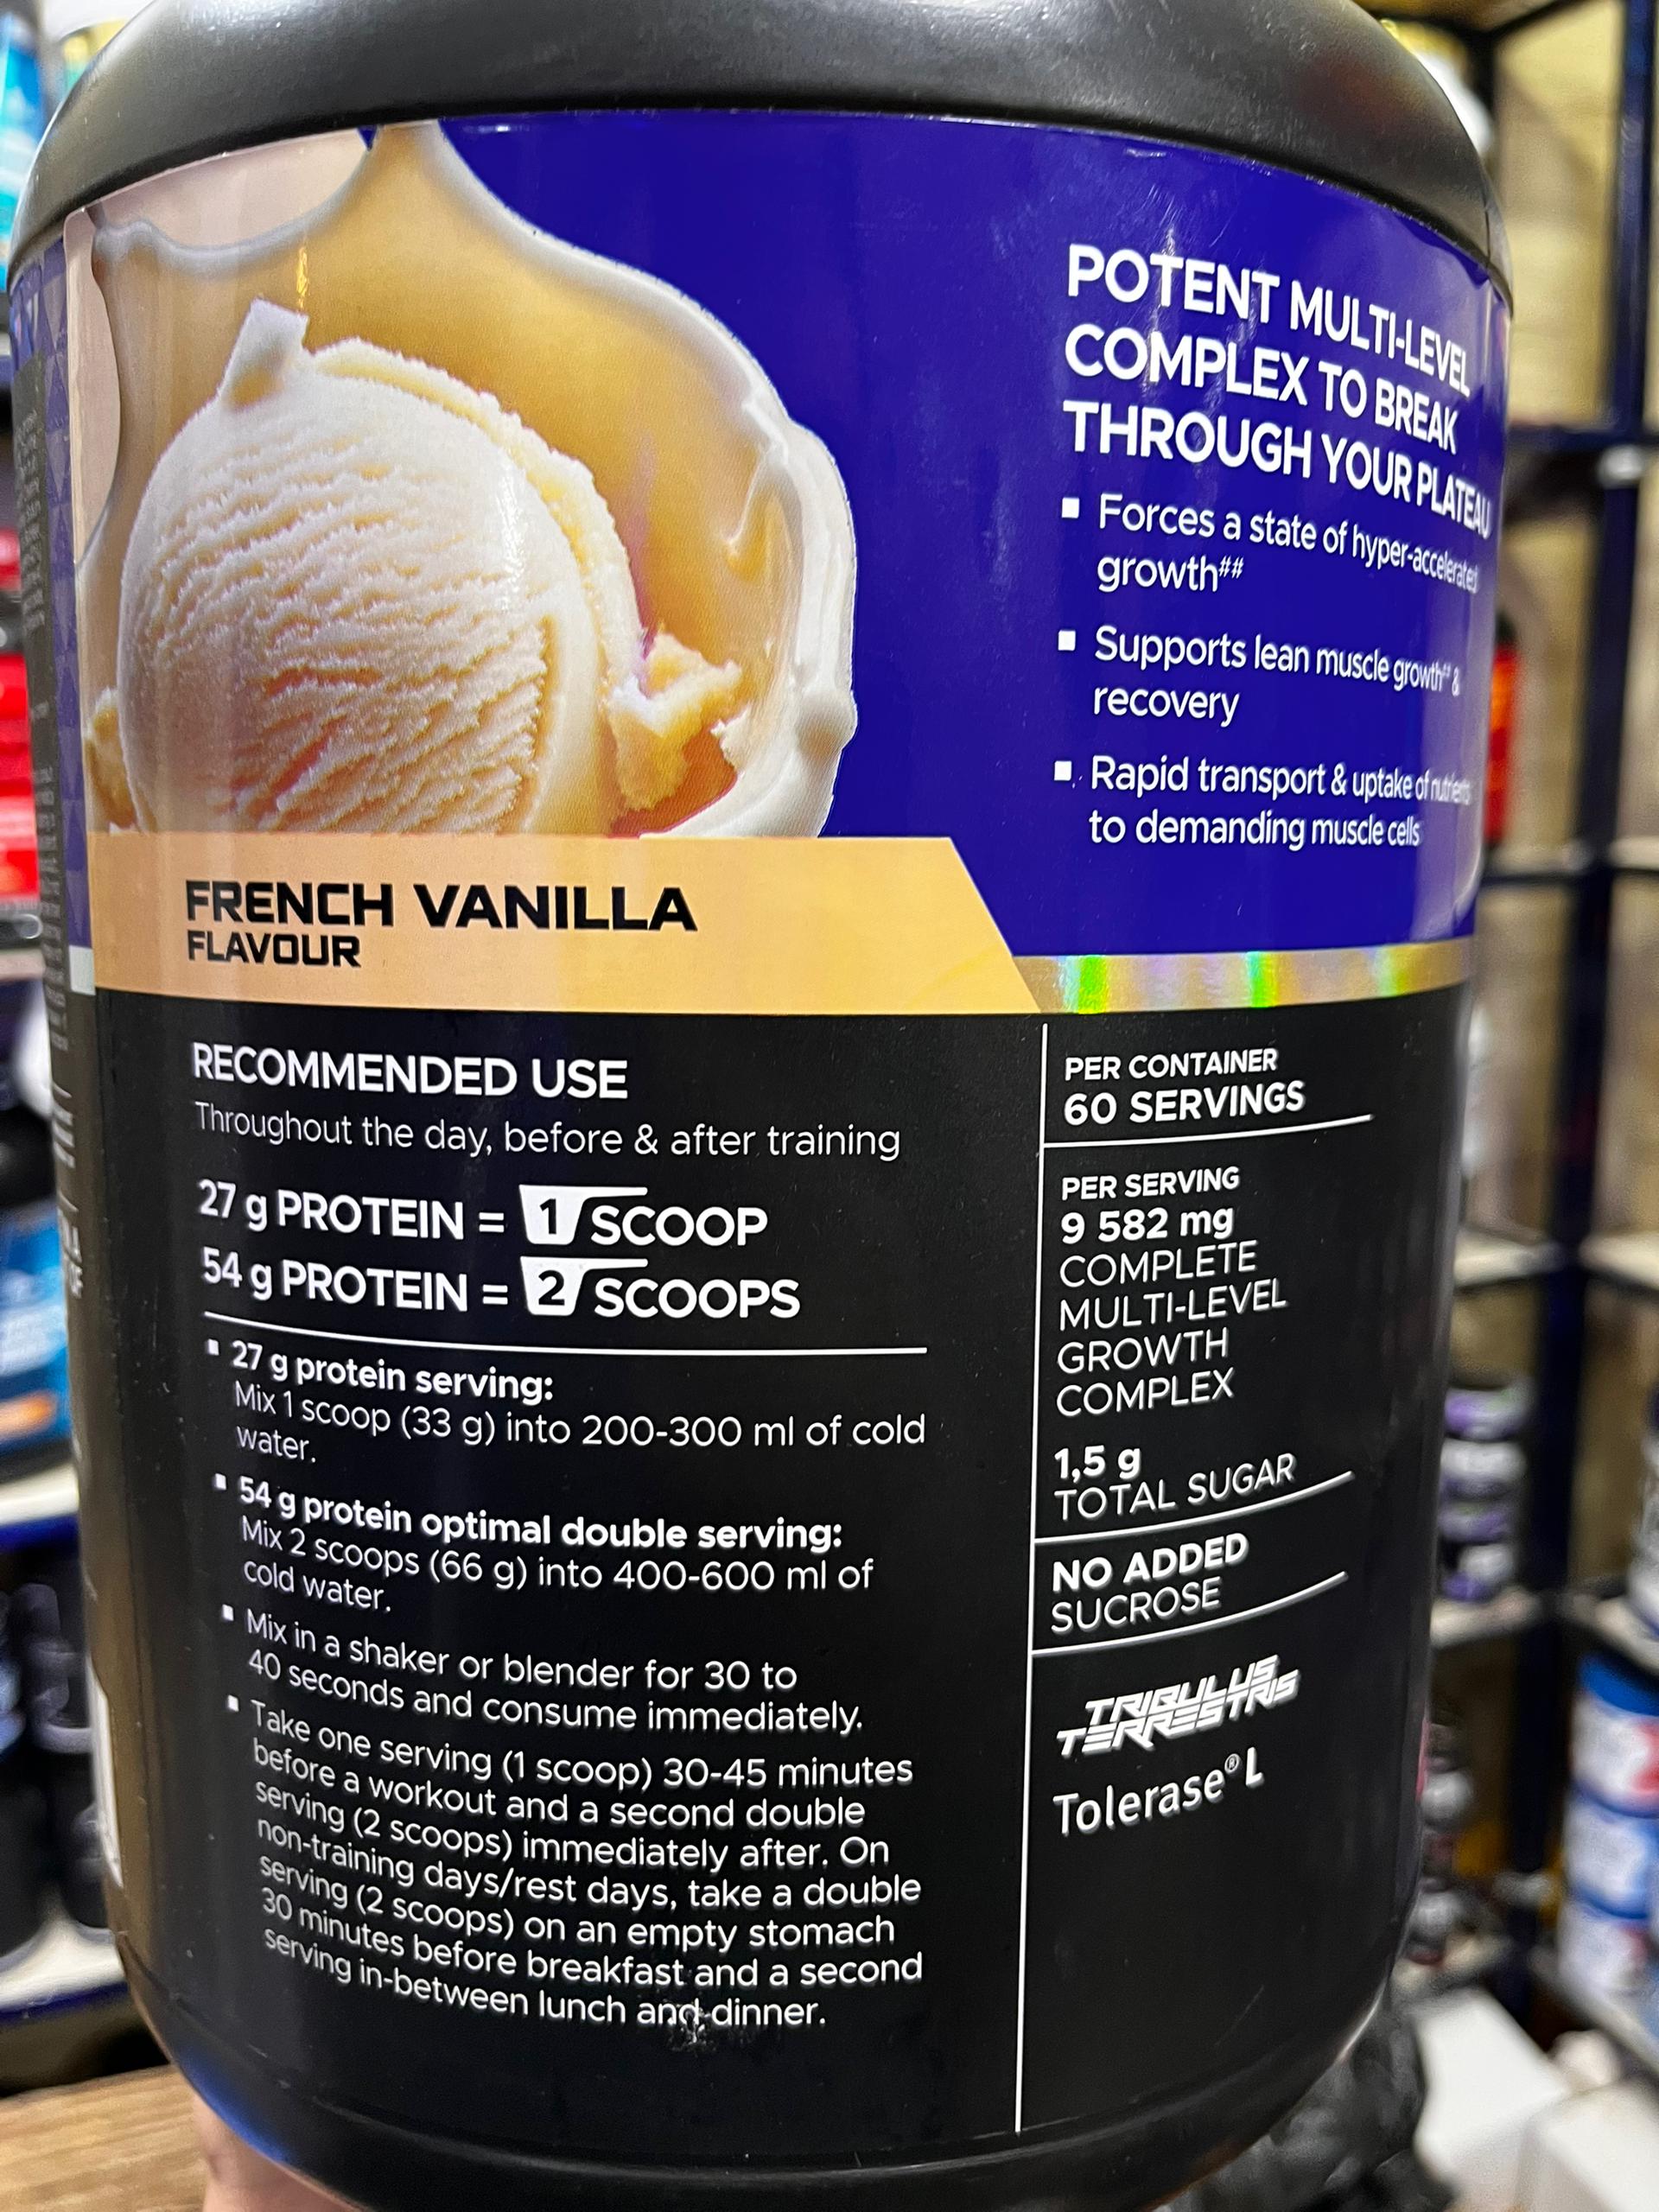 POTENT MULTI-LEVEL
COMPLEX TO BREAK
THROUGH YOUR PLATEAU
▪ Forces a state of hyper-accelerated
growth##
▪ Supports lean muscle growth## &
recovery
▪ Rapid transport & uptake of nutrients
to demanding muscle cells
FRENCH VANILLA
FLAVOUR
RECOMMENDED USE
Throughout the day, before & after training
27 g PROTEIN = 1 SCOOP
54 g PROTEIN = 2 SCOOPS
▪ 27 g protein serving:
Mix 1 scoop (33 g) into 200-300 ml of cold
water.
▪ 54 g protein optimal double serving:
Mix 2 scoops (66 g) into 400-600 ml of
cold water.
▪ Mix in a shaker or blender for 30 to
40 seconds and consume immediately.
▪ Take one serving (1 scoop) 30-45 minutes
before a workout and a second double
serving (2 scoops) immediately after. On
non-training days/rest days, take a double
serving (2 scoops) on an empty stomach
30 minutes before breakfast and a second
serving in-between lunch and dinner.
PER CONTAINER
60 SERVINGS
PER SERVING
9 582 mg
COMPLETE
MULTI-LEVEL
GROWTH
COMPLEX
1,5 g
TOTAL SUGAR
NO ADDED
SUCROSE
TRIBULUS
TERRESTRIS
Tolerase® L